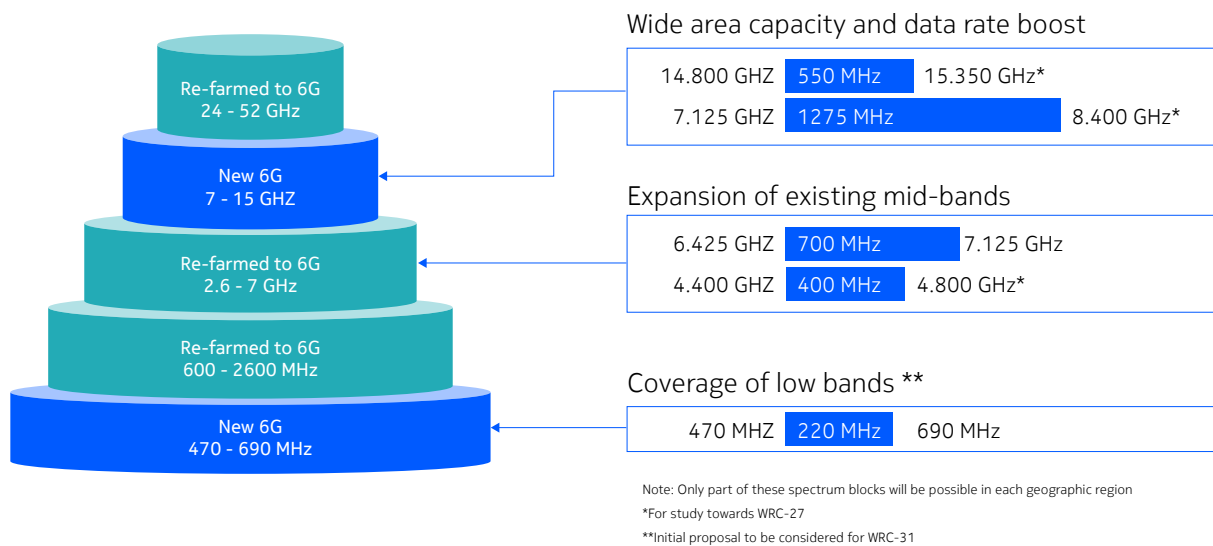 Re-farmed to 6G
24 - 52 GHz
New 6G
7 - 15 GHZ
Re-farmed to 6G
2.6 - 7 GHz
Re-farmed to 6G
600 - 2600 MHz
New 6G
470 - 690 MHz
Wide area capacity and data rate boost
14.800 GHZ 550 MHz 15.350 GHz*
7.125 GHZ 1275 MHz 8.400 GHz*
Expansion of existing mid-bands
6.425 GHZ 700 MHz 7.125 GHz
4.400 GHZ 400 MHz 4.800 GHz*
Coverage of low bands **
470 MHZ 220 MHz 690 MHz
Note: Only part of these spectrum blocks will be possible in each geographic region
*For study towards WRC-27
**Initial proposal to be considered for WRC-31